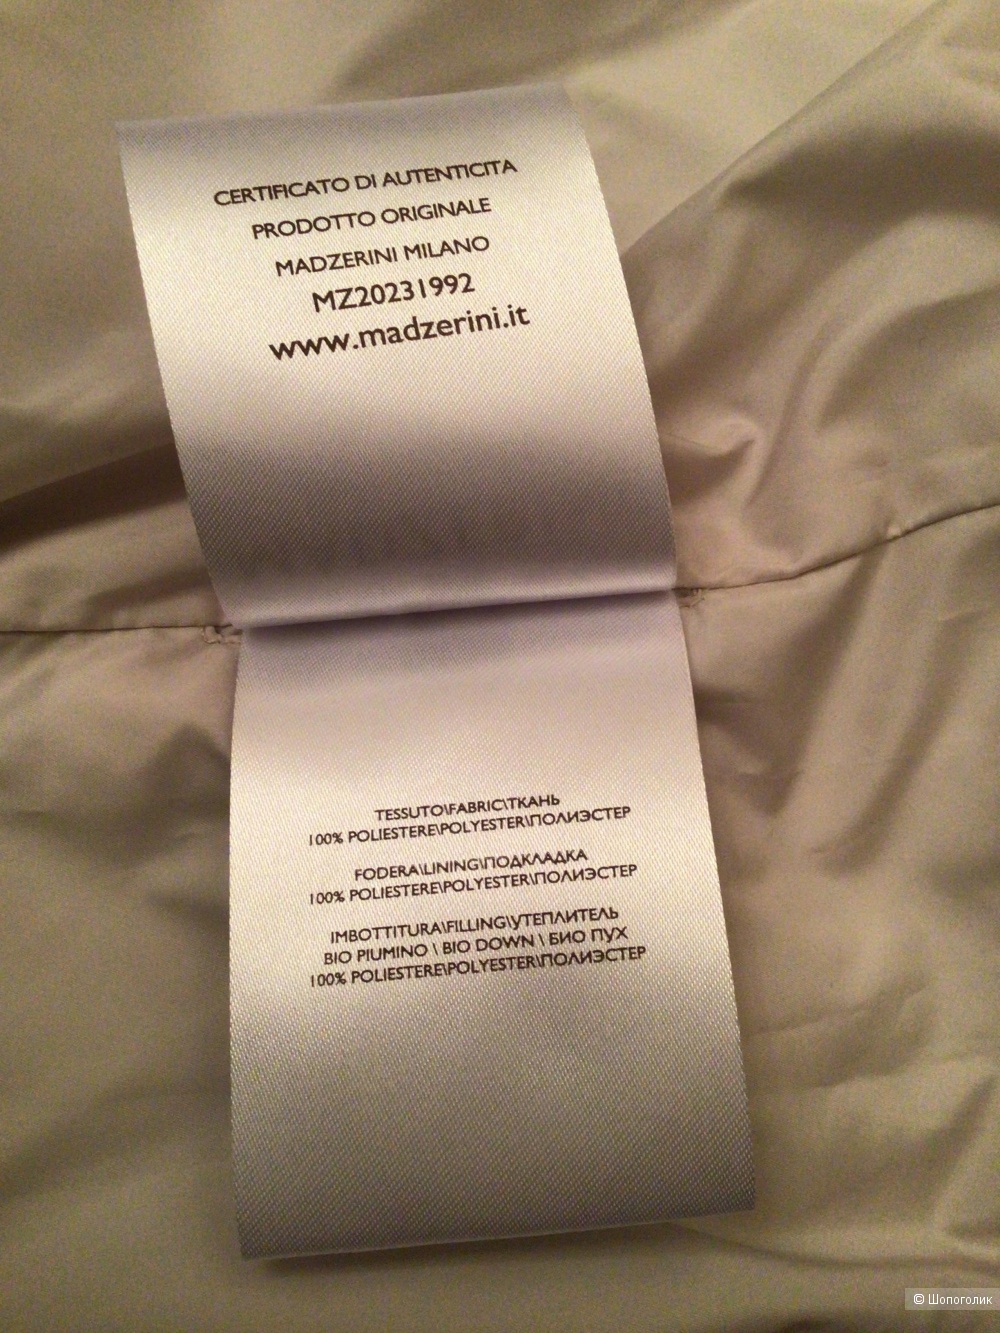 CERTIFICATO DI AUTENTICITA
PRODOTTO ORIGINALE
MADZERINI MILANO
MZ20231992
www.madzerini.it
TESSUTO\FABRIC\ТКАНЬ
100% POLIESTERE\POLYESTER\ПОЛИЭСТЕР
FODERA\LINING\ПОДКЛАДКА
100% POLIESTERE\POLYESTER\ПОЛИЭСТЕР
IMBOTTITURA\FILLING\УТЕПЛИТЕЛЬ
BIO PIUMINO \ BIO DOWN \ БИО ПУХ
100% POLIESTERE\POLYESTER\ПОЛИЭСТЕР
© Шопоголик